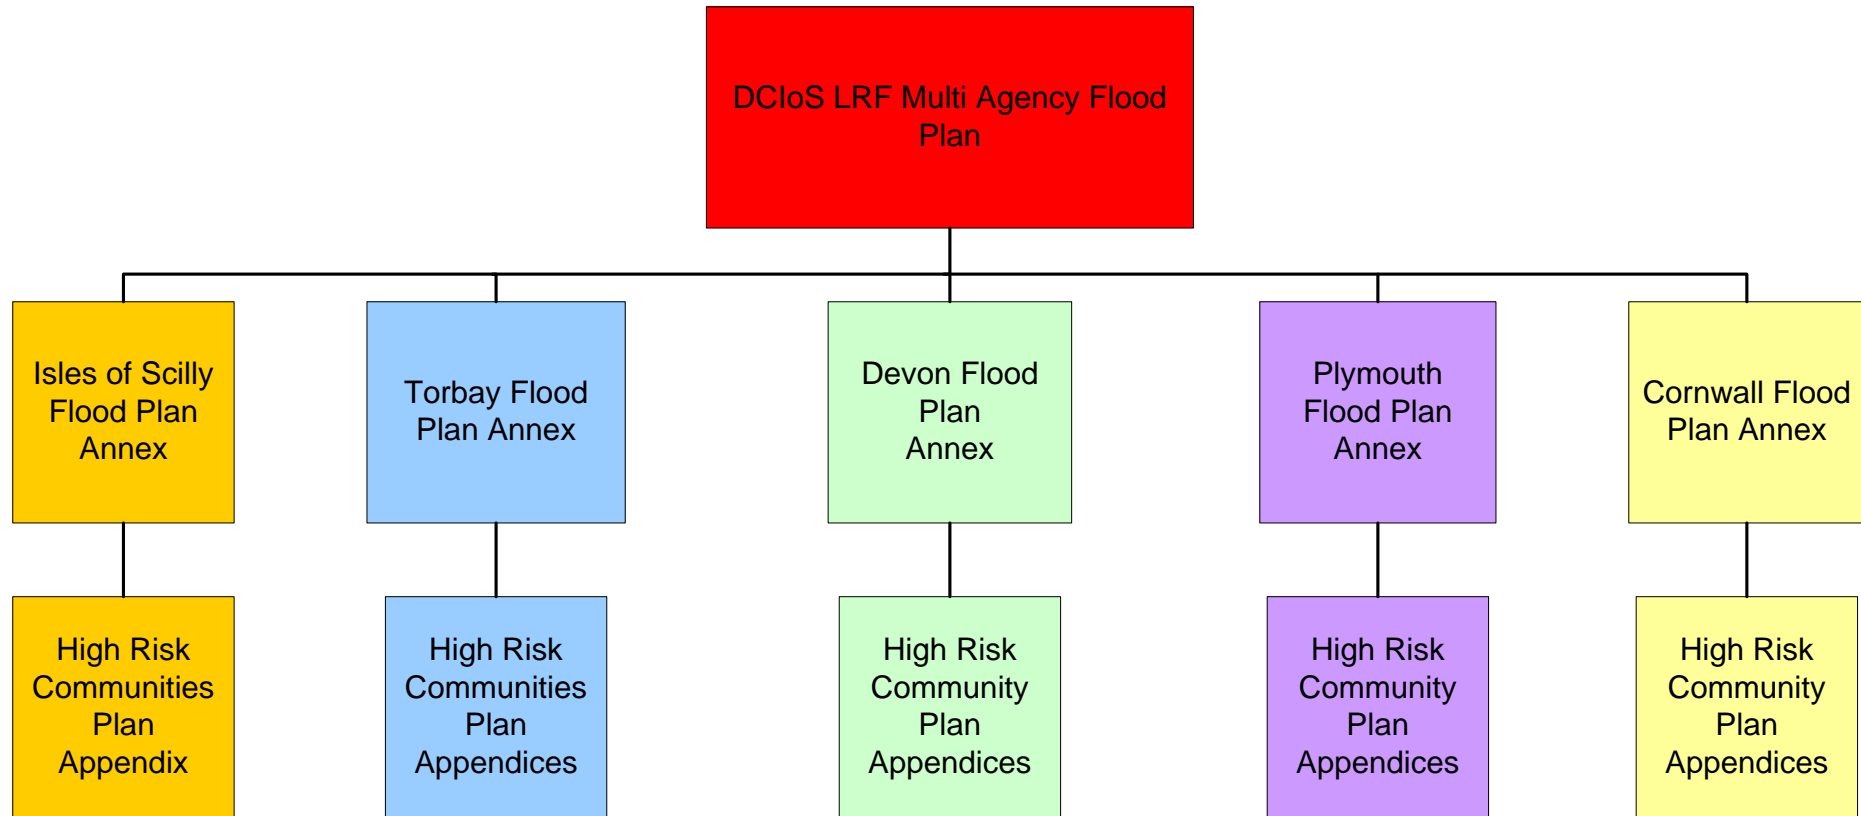 DCIoS LRF Multi Agency Flood
Plan
Isles of Scilly
Flood Plan
Annex
Torbay Flood
Plan Annex
Devon Flood
Plan
Annex
Plymouth
Flood Plan
Annex
Cornwall Flood
Plan Annex
High Risk
Communities
Plan
Appendix
High Risk
Communities
Plan
Appendices
High Risk
Community
Plan
Appendices
High Risk
Community
Plan
Appendices
High Risk
Community
Plan
Appendices